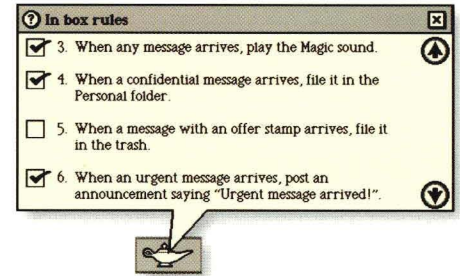 In box rules
3. When any message arrives, play the Magic sound.
4. When a confidential message arrives, file it in the
Personal folder.
5. When a message with an offer stamp arrives, file it
in the trash.
6. When an urgent message arrives, post an
announcement saying "Urgent message arrived!".